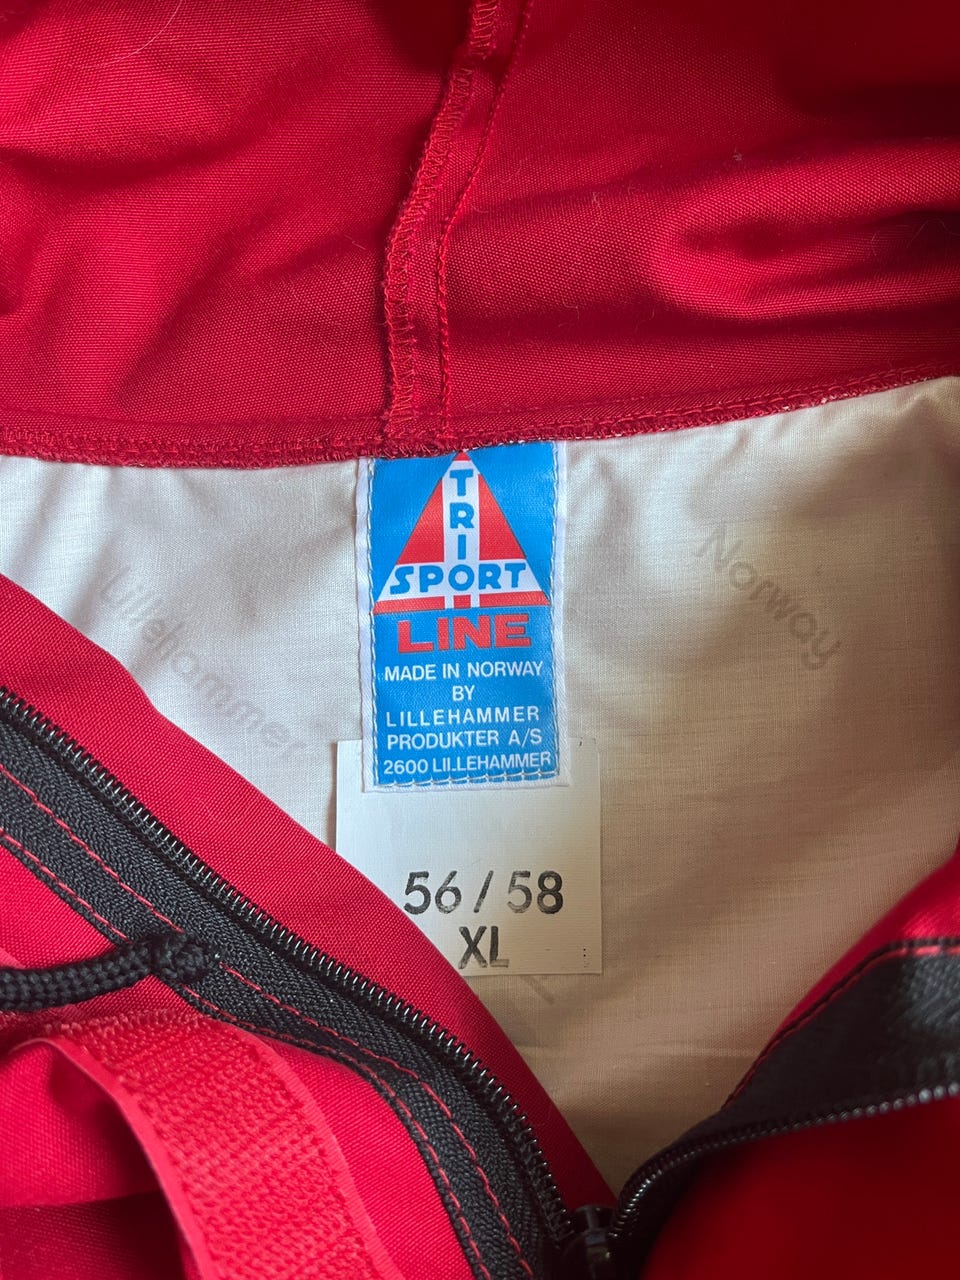 TRI
SPORT
LINE
MADE IN NORWAY
BY
LILLEHAMMER
PRODUKTER A/S
2600 LILLEHAMMER
Lillehammer
Norway
56/58
XL